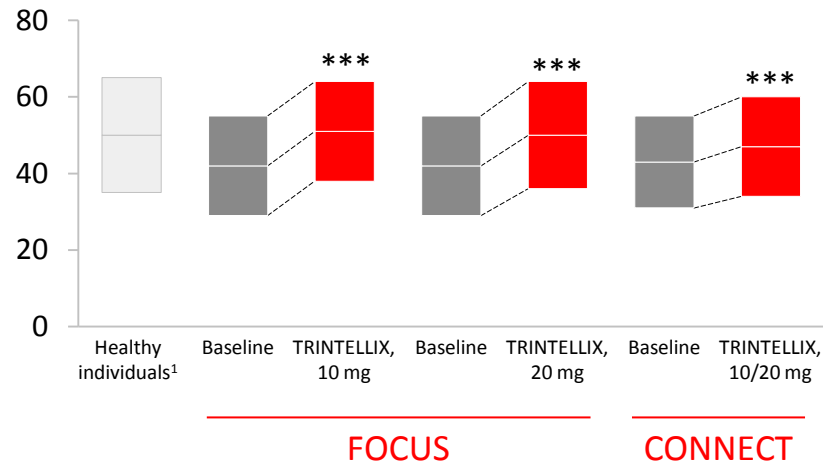 80
60
40
20
0
***
***
***
Healthy individuals¹
Baseline
TRINTELLIX, 10 mg
Baseline
TRINTELLIX, 20 mg
Baseline
TRINTELLIX, 10/20 mg
FOCUS
CONNECT